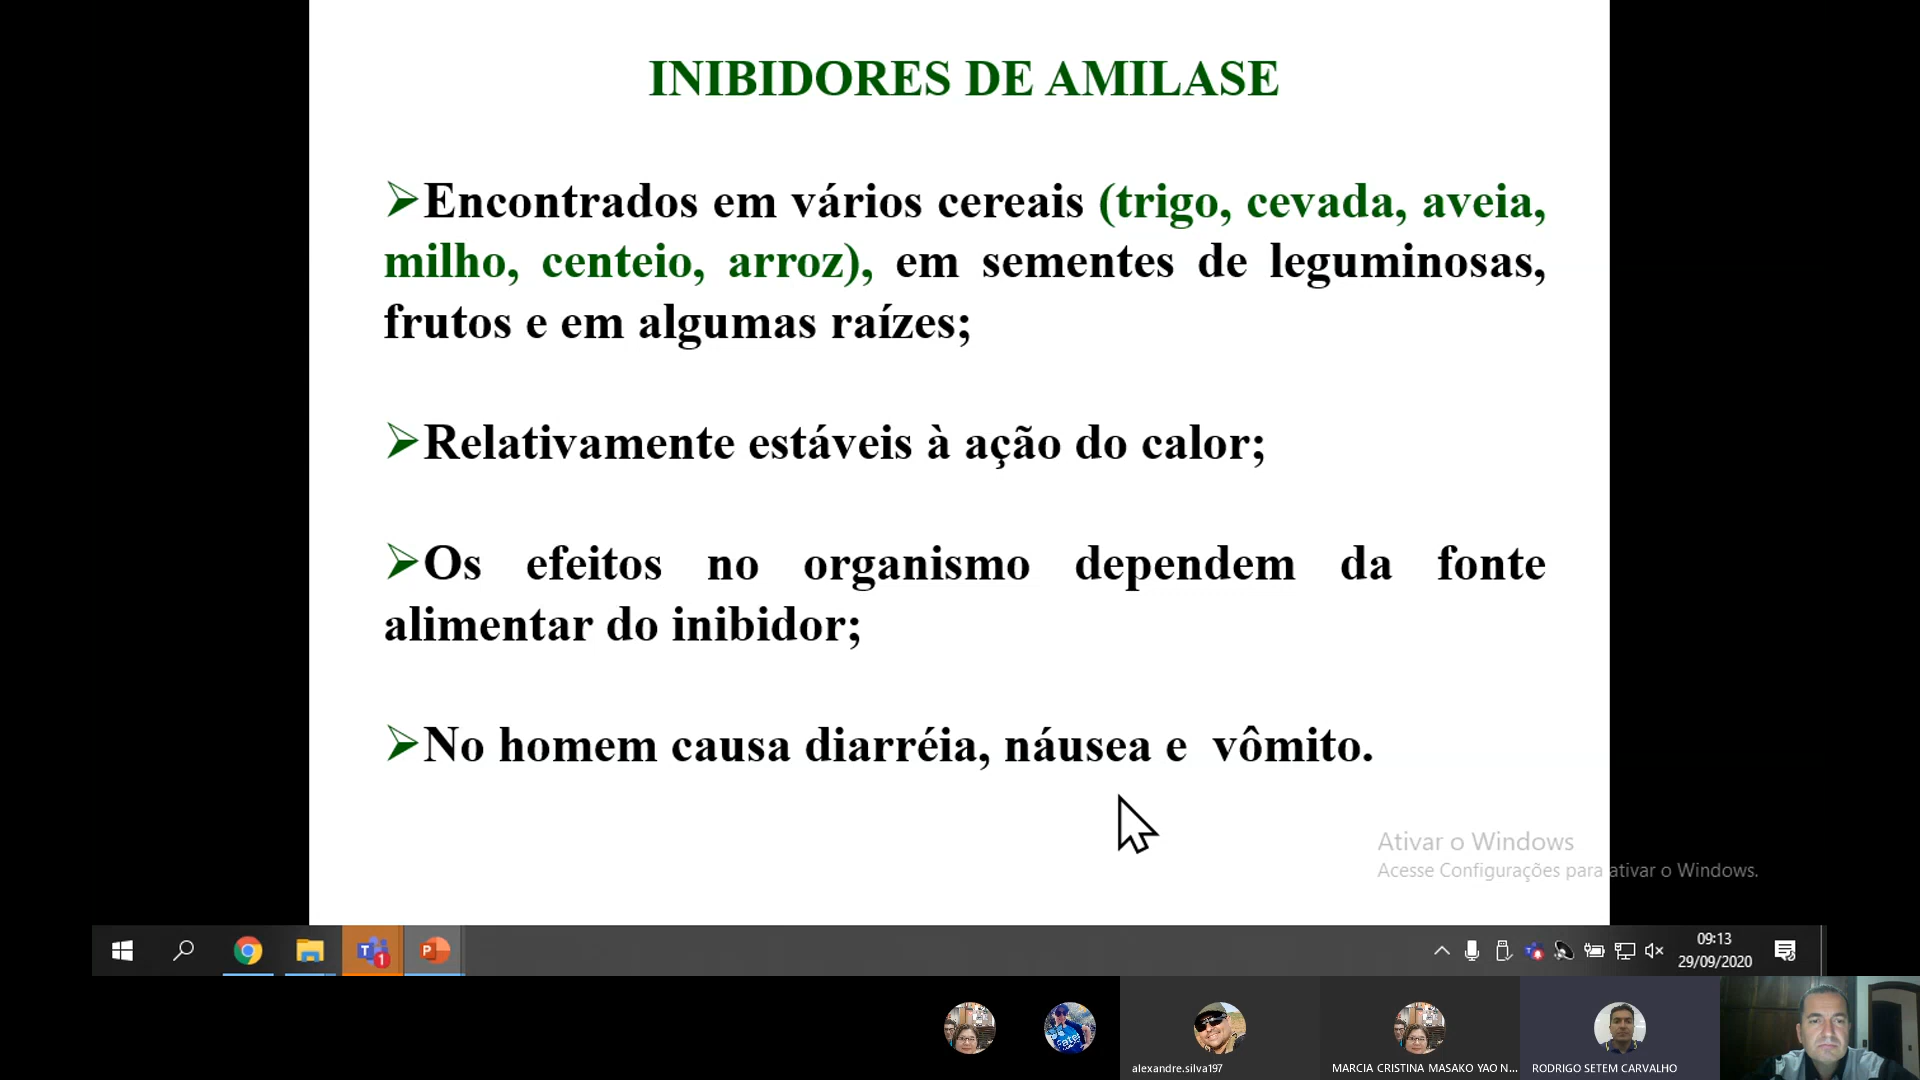 INIBIDORES DE AMILASE
➢Encontrados em vários cereais (trigo, cevada, aveia,
milho, centeio, arroz), em sementes de leguminosas,
frutos e em algumas raízes;
➢Relativamente estáveis à ação do calor;
➢Os efeitos no organismo dependem da fonte
alimentar do inibidor;
➢No homem causa diarréia, náusea e vômito.
Ativar o Windows
Acesse Configurações para ativar o Windows.
09:13
29/09/2020
alexandre.silva197
MARCIA CRISTINA MASAKO YAO N...
RODRIGO SETEM CARVALHO